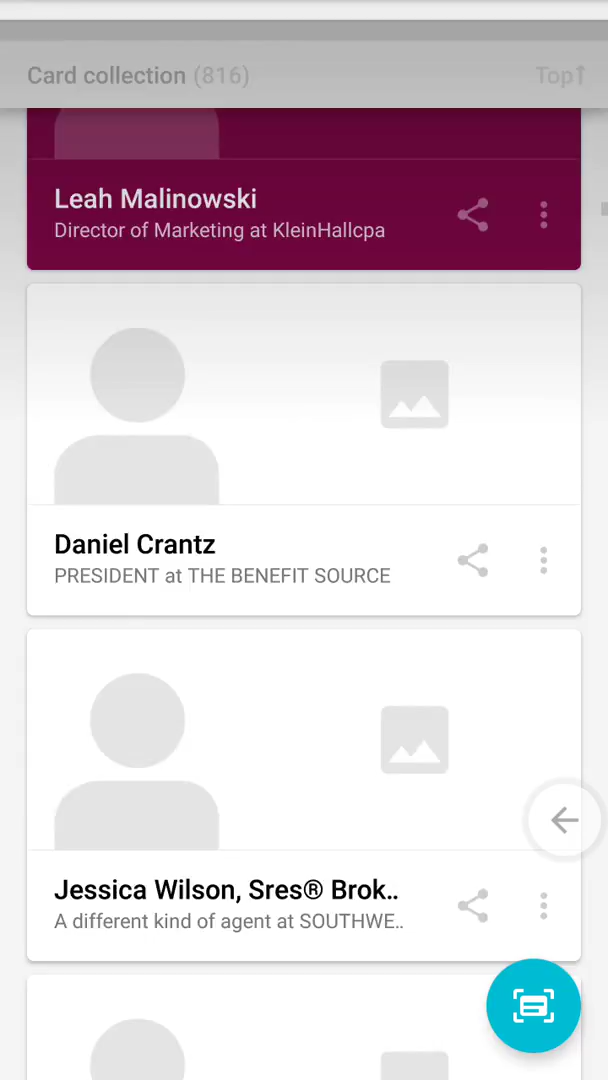 Card collection (816)
Top↑
Leah Malinowski
Director of Marketing at KleinHallcpa
Daniel Crantz
PRESIDENT at THE BENEFIT SOURCE
Jessica Wilson, Sres® Brok..
A different kind of agent at SOUTHWE..